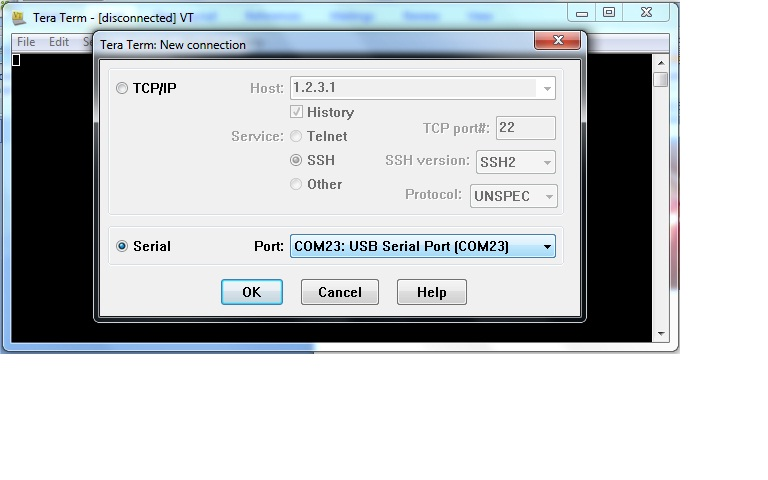 Tera Term - [disconnected] VT
File Edit
Tera Term: New connection
TCP/IP
Host: 1.2.3.1
History
Service: Telnet
TCP port#: 22
SSH
SSH version: SSH2
Other
Protocol: UNSPEC
Serial
Port: COM23: USB Serial Port (COM23)
OK Cancel Help